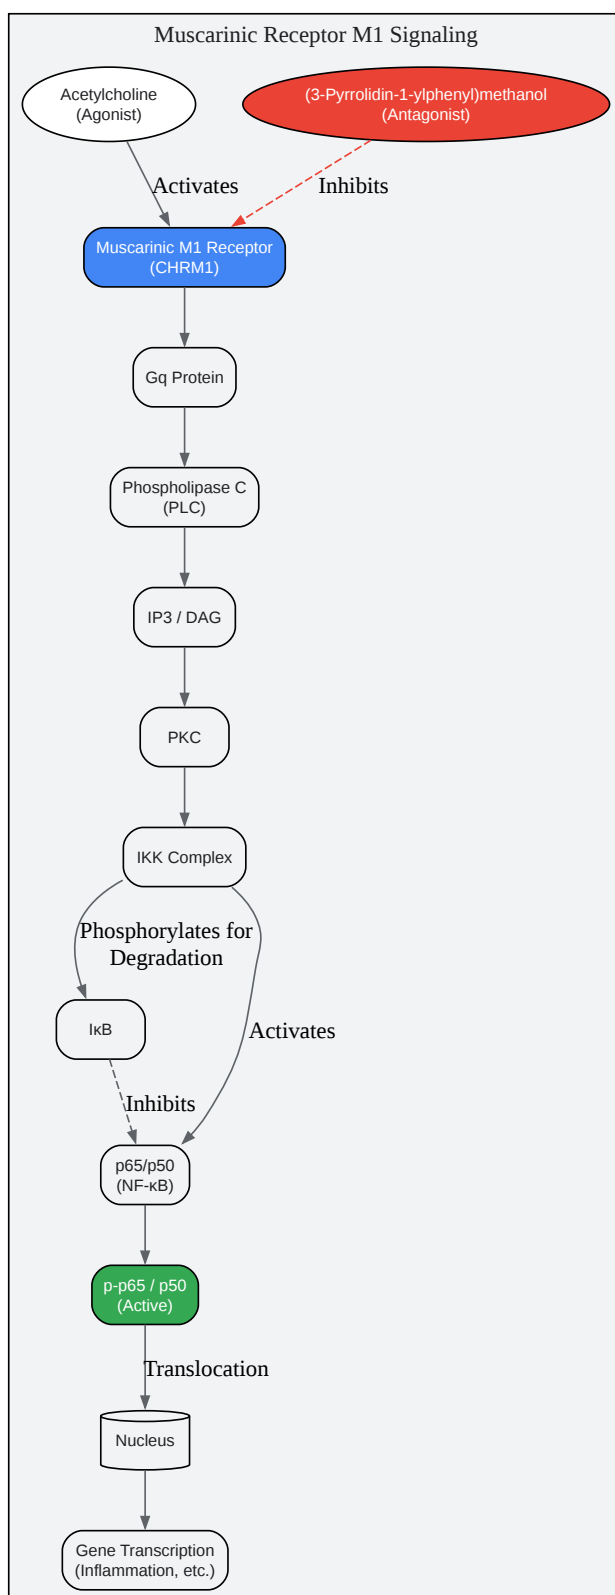 Muscarinic Receptor M1 Signaling
Acetylcholine
(Agonist)
(3-Pyrrolidin-1-ylphenyl)methanol
(Antagonist)
Activates
Inhibits
Muscarinic M1 Receptor
(CHRM1)
Gq Protein
Phospholipase C
(PLC)
IP3 / DAG
PKC
IKK Complex
Phosphorylates for
Degradation
IκB
Activates
Inhibits
p65/p50
(NF-κB)
p-p65 / p50
(Active)
Translocation
Nucleus
Gene Transcription
(Inflammation, etc.)